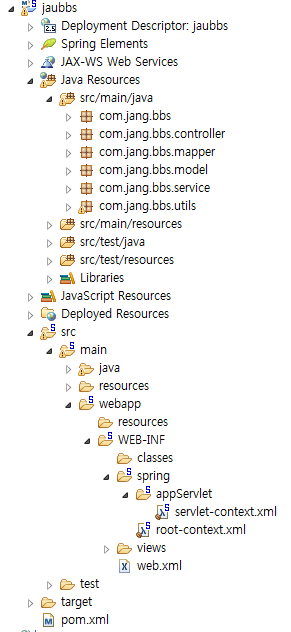 jaubbs
Deployment Descriptor: jaubbs
Spring Elements
JAX-WS Web Services
Java Resources
src/main/java
com.jang.bbs
com.jang.bbs.controller
com.jang.bbs.mapper
com.jang.bbs.model
com.jang.bbs.service
com.jang.bbs.utils
src/main/resources
src/test/java
src/test/resources
Libraries
JavaScript Resources
Deployed Resources
src
main
java
resources
webapp
resources
WEB-INF
classes
spring
appServlet
servlet-context.xml
root-context.xml
views
web.xml
test
target
pom.xml